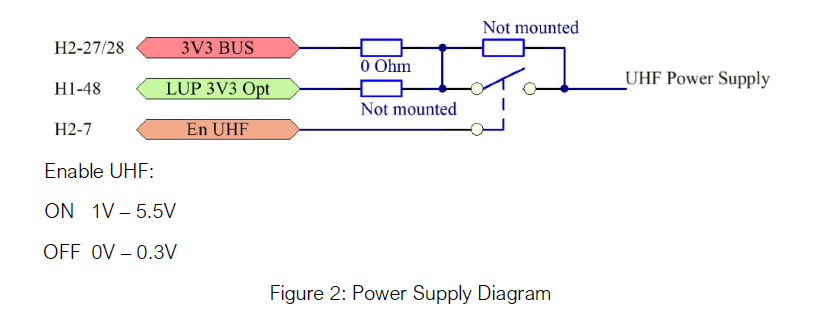 Not mounted
H2-27/28 3V3 BUS
0 Ohm
H1-48 LUP 3V3 Opt UHF Power Supply
Not mounted
H2-7 En UHF
Enable UHF:
ON 1V – 5.5V
OFF 0V – 0.3V
Figure 2: Power Supply Diagram